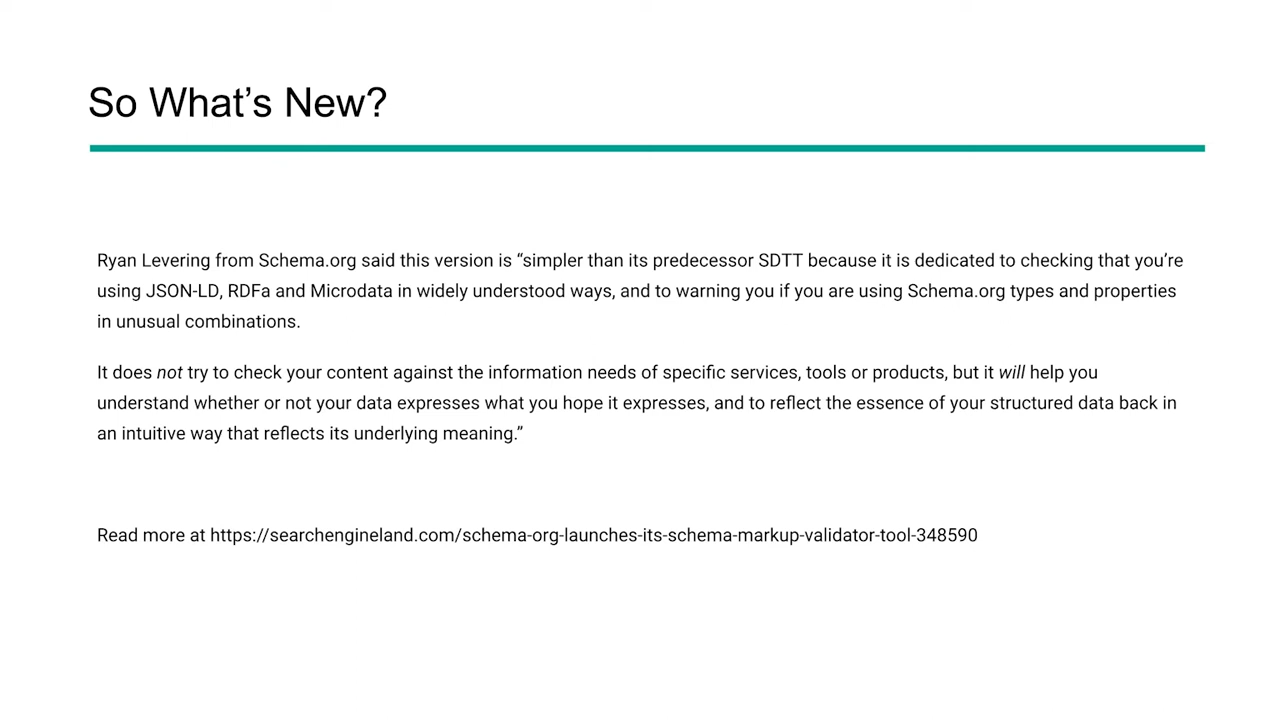 So What's New?
Ryan Levering from Schema.org said this version is “simpler than its predecessor SDTT because it is dedicated to checking that you’re
using JSON-LD, RDFa and Microdata in widely understood ways, and to warning you if you are using Schema.org types and properties
in unusual combinations.
It does not try to check your content against the information needs of specific services, tools or products, but it will help you
understand whether or not your data expresses what you hope it expresses, and to reflect the essence of your structured data back in
an intuitive way that reflects its underlying meaning.”
Read more at https://searchengineland.com/schema-org-launches-its-schema-markup-validator-tool-348590